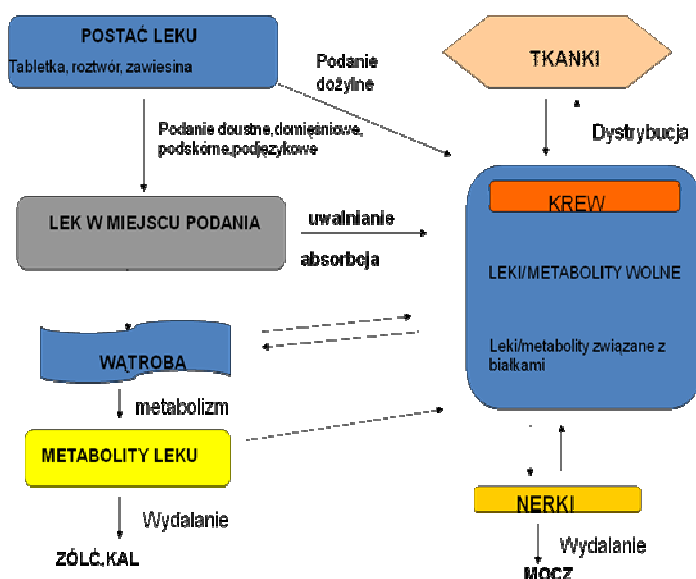 POSTAĆ LEKU
Tabletka, roztwór, zawiesina
Podanie
dożylne
TKANKI
Dystrybucja
Podanie doustne,domięśniowe,
podskórne,podjęzykowe
LEK W MIEJSCU PODANIA
uwalnianie
absorbcja
KREW
LEKI/METABOLITY WOLNE
Leki/metabolity związane z
białkami
WĄTROBA
metabolizm
METABOLITY LEKU
Wydalanie
ZÓLĆ,KAL
NERKI
Wydalanie
MOCZ